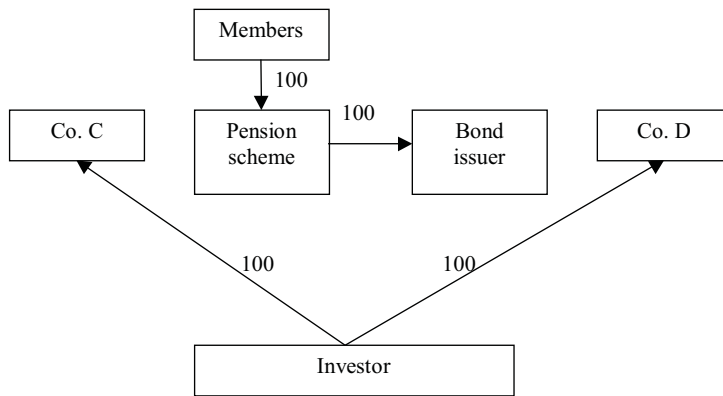 Members
100
Co. C
Pension
scheme
100
Bond
issuer
Co. D
100
100
Investor